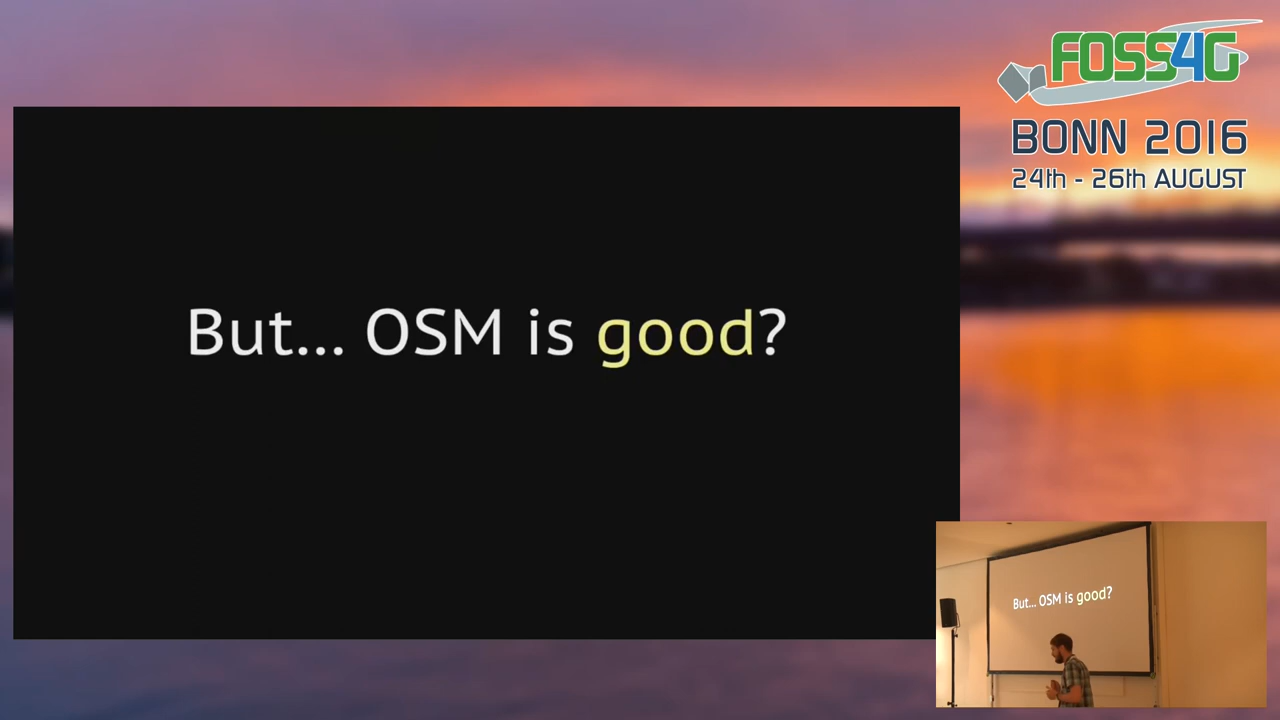 FOSS4G
BONN 2016
24th - 26th AUGUST
But... OSM is good?
But... OSM is good?